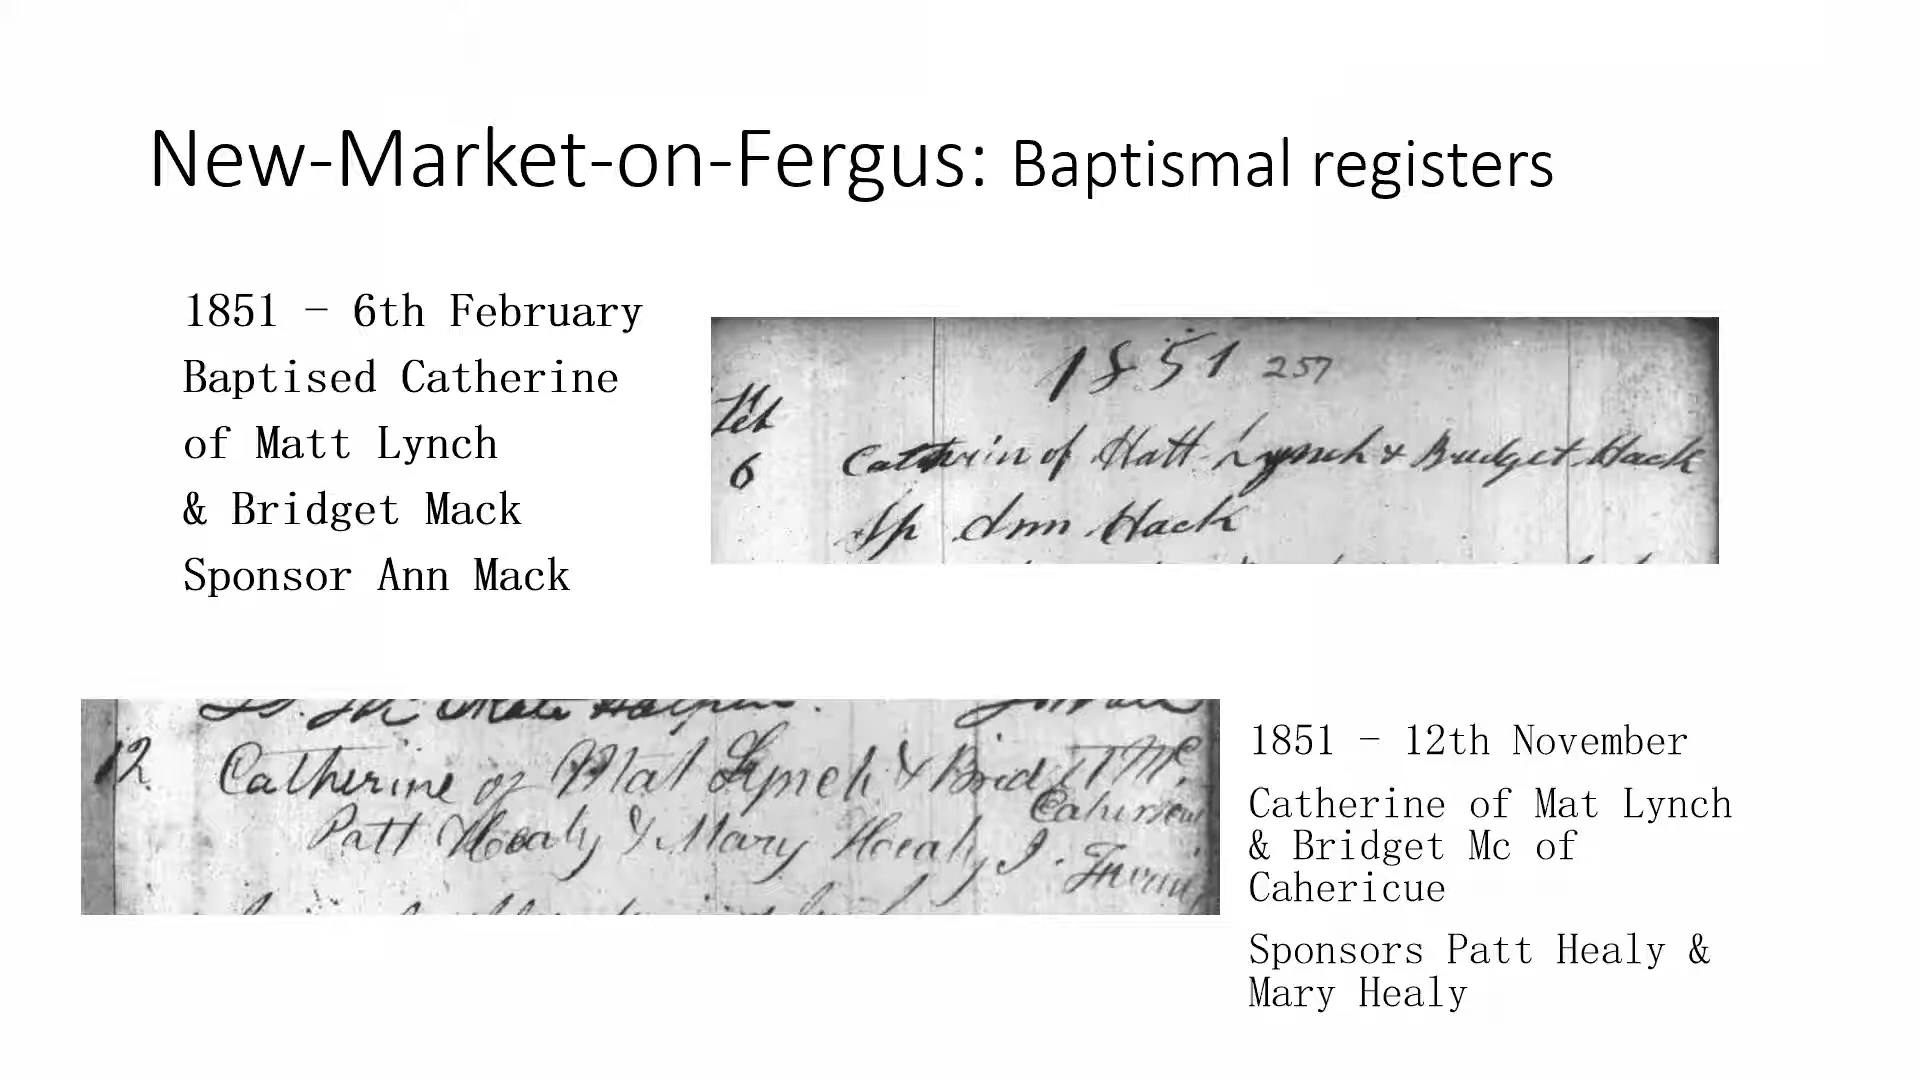 New-Market-on-Fergus: Baptismal registers
1851 – 6th February
Baptised Catherine
of Matt Lynch
& Bridget Mack
Sponsor Ann Mack
1851 257
Feb
6 Catherin of Matt Lynch & Bridget Mack
Sp Ann Mack
12 Catherine of Mat Lynch & Bridgt Mc
Patt Healy & Mary Healy J.
1851 – 12th November
Catherine of Mat Lynch
& Bridget Mc of
Cahericue
Sponsors Patt Healy &
Mary Healy